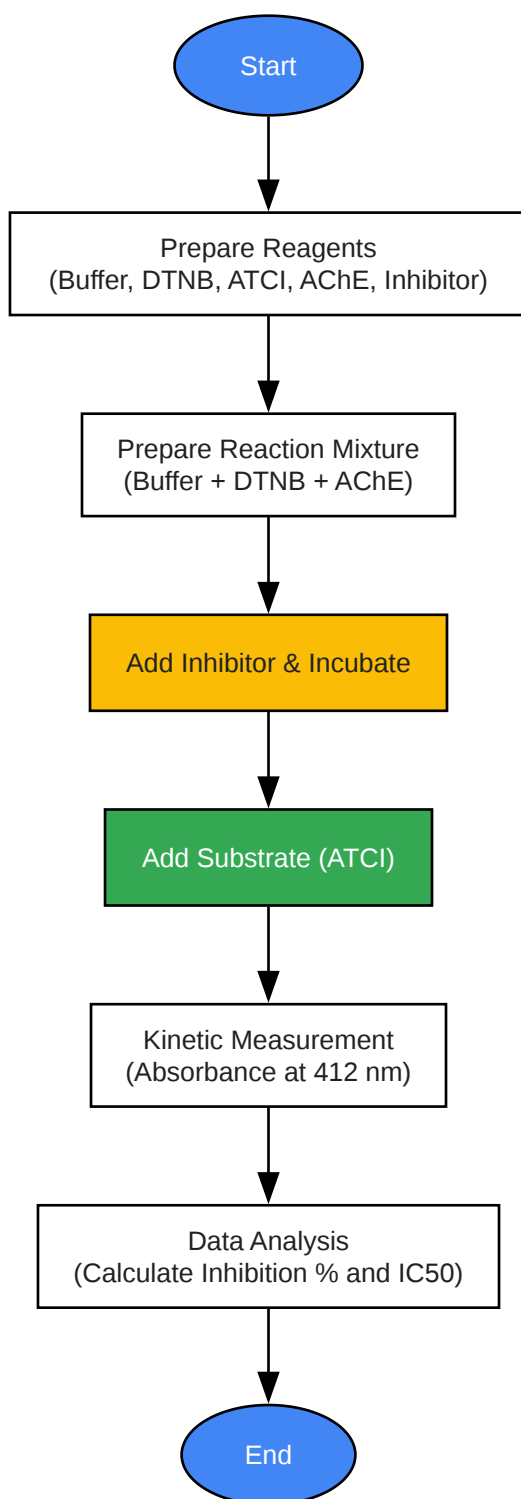 Start
Prepare Reagents
(Buffer, DTNB, ATCI, AChE, Inhibitor)
Prepare Reaction Mixture
(Buffer + DTNB + AChE)
Add Inhibitor & Incubate
Add Substrate (ATCI)
Kinetic Measurement
(Absorbance at 412 nm)
Data Analysis
(Calculate Inhibition % and IC50)
End